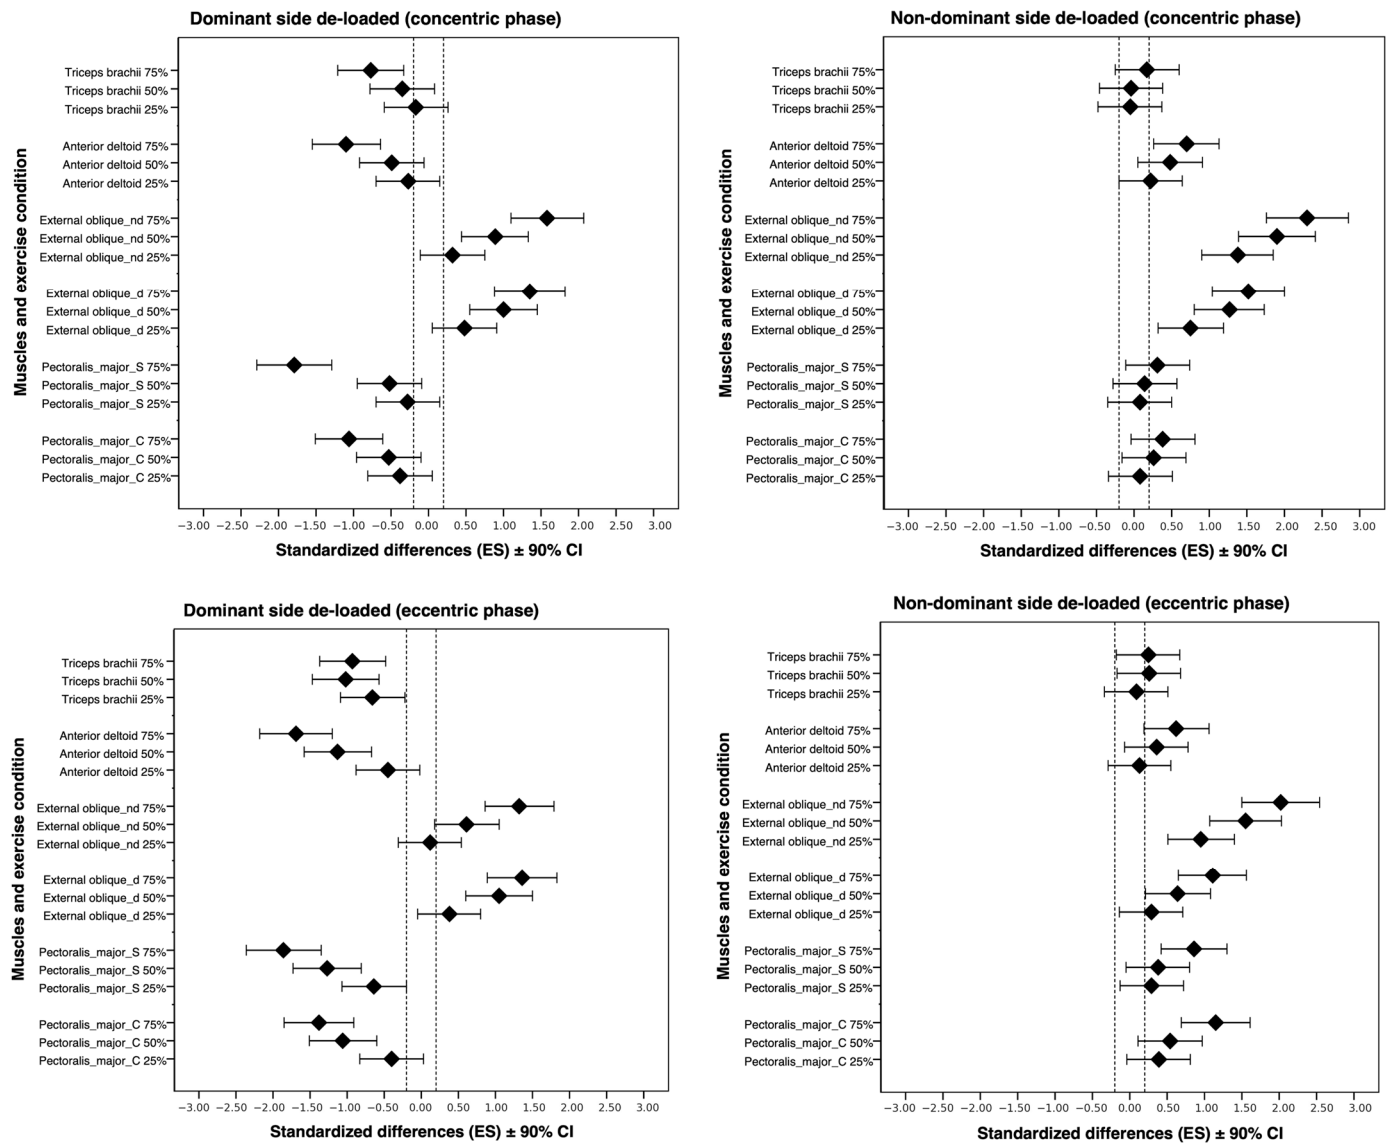 Dominant side de-loaded (concentric phase)
Muscles and exercise condition
Triceps brachii 75%
Triceps brachii 50%
Triceps brachii 25%
Anterior deltoid 75%
Anterior deltoid 50%
Anterior deltoid 25%
External oblique_nd 75%
External oblique_nd 50%
External oblique_nd 25%
External oblique_d 75%
External oblique_d 50%
External oblique_d 25%
Pectoralis_major_S 75%
Pectoralis_major_S 50%
Pectoralis_major_S 25%
Pectoralis_major_C 75%
Pectoralis_major_C 50%
Pectoralis_major_C 25%
−3.00 −2.50 −2.00 −1.50 −1.00 −0.50 0.00 0.50 1.00 1.50 2.00 2.50 3.00
Standardized differences (ES) ± 90% CI
Non-dominant side de-loaded (concentric phase)
Muscles and exercise condition
Triceps brachii 75%
Triceps brachii 50%
Triceps brachii 25%
Anterior deltoid 75%
Anterior deltoid 50%
Anterior deltoid 25%
External oblique_nd 75%
External oblique_nd 50%
External oblique_nd 25%
External oblique_d 75%
External oblique_d 50%
External oblique_d 25%
Pectoralis_major_S 75%
Pectoralis_major_S 50%
Pectoralis_major_S 25%
Pectoralis_major_C 75%
Pectoralis_major_C 50%
Pectoralis_major_C 25%
−3.00 −2.50 −2.00 −1.50 −1.00 −0.50 0.00 0.50 1.00 1.50 2.00 2.50 3.00
Standardized differences (ES) ± 90% CI
Dominant side de-loaded (eccentric phase)
Muscles and exercise condition
Triceps brachii 75%
Triceps brachii 50%
Triceps brachii 25%
Anterior deltoid 75%
Anterior deltoid 50%
Anterior deltoid 25%
External oblique_nd 75%
External oblique_nd 50%
External oblique_nd 25%
External oblique_d 75%
External oblique_d 50%
External oblique_d 25%
Pectoralis_major_S 75%
Pectoralis_major_S 50%
Pectoralis_major_S 25%
Pectoralis_major_C 75%
Pectoralis_major_C 50%
Pectoralis_major_C 25%
−3.00 −2.50 −2.00 −1.50 −1.00 −0.50 0.00 0.50 1.00 1.50 2.00 2.50 3.00
Standardized differences (ES) ± 90% CI
Non-dominant side de-loaded (eccentric phase)
Muscles and exercise condition
Triceps brachii 75%
Triceps brachii 50%
Triceps brachii 25%
Anterior deltoid 75%
Anterior deltoid 50%
Anterior deltoid 25%
External oblique_nd 75%
External oblique_nd 50%
External oblique_nd 25%
External oblique_d 75%
External oblique_d 50%
External oblique_d 25%
Pectoralis_major_S 75%
Pectoralis_major_S 50%
Pectoralis_major_S 25%
Pectoralis_major_C 75%
Pectoralis_major_C 50%
Pectoralis_major_C 25%
−3.00 −2.50 −2.00 −1.50 −1.00 −0.50 0.00 0.50 1.00 1.50 2.00 2.50 3.00
Standardized differences (ES) ± 90% CI